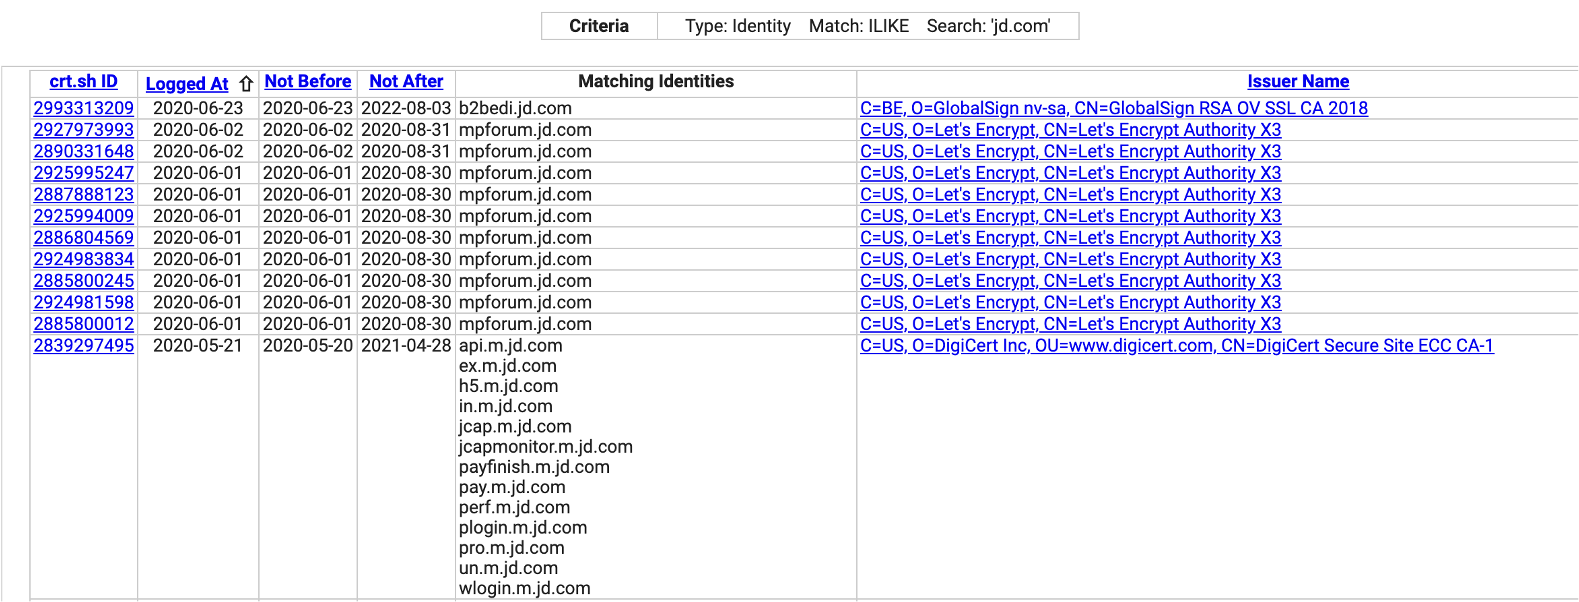 Criteria Type: Identity Match: ILIKE Search: 'jd.com'
crt.sh ID Logged At ⇧ Not Before Not After Matching Identities Issuer Name
2993313209 2020-06-23 2020-06-23 2022-08-03 b2bedi.jd.com C=BE, O=GlobalSign nv-sa, CN=GlobalSign RSA OV SSL CA 2018
2927973993 2020-06-02 2020-06-02 2020-08-31 mpforum.jd.com C=US, O=Let's Encrypt, CN=Let's Encrypt Authority X3
2890331648 2020-06-02 2020-06-02 2020-08-31 mpforum.jd.com C=US, O=Let's Encrypt, CN=Let's Encrypt Authority X3
2925995247 2020-06-01 2020-06-01 2020-08-30 mpforum.jd.com C=US, O=Let's Encrypt, CN=Let's Encrypt Authority X3
2887888123 2020-06-01 2020-06-01 2020-08-30 mpforum.jd.com C=US, O=Let's Encrypt, CN=Let's Encrypt Authority X3
2925994009 2020-06-01 2020-06-01 2020-08-30 mpforum.jd.com C=US, O=Let's Encrypt, CN=Let's Encrypt Authority X3
2886804569 2020-06-01 2020-06-01 2020-08-30 mpforum.jd.com C=US, O=Let's Encrypt, CN=Let's Encrypt Authority X3
2924983834 2020-06-01 2020-06-01 2020-08-30 mpforum.jd.com C=US, O=Let's Encrypt, CN=Let's Encrypt Authority X3
2885800245 2020-06-01 2020-06-01 2020-08-30 mpforum.jd.com C=US, O=Let's Encrypt, CN=Let's Encrypt Authority X3
2924981598 2020-06-01 2020-06-01 2020-08-30 mpforum.jd.com C=US, O=Let's Encrypt, CN=Let's Encrypt Authority X3
2885800012 2020-06-01 2020-06-01 2020-08-30 mpforum.jd.com C=US, O=Let's Encrypt, CN=Let's Encrypt Authority X3
2839297495 2020-05-21 2020-05-20 2021-04-28 api.m.jd.com C=US, O=DigiCert Inc, OU=www.digicert.com, CN=DigiCert Secure Site ECC CA-1
ex.m.jd.com
h5.m.jd.com
in.m.jd.com
jcap.m.jd.com
jcapmonitor.m.jd.com
payfinish.m.jd.com
pay.m.jd.com
perf.m.jd.com
plogin.m.jd.com
pro.m.jd.com
un.m.jd.com
wlogin.m.jd.com